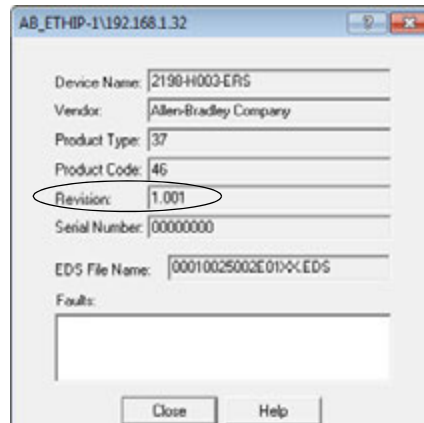 AB_ETHIP-1\192.168.1.32
Device Name: 2198-H003-ERS
Vendor: Allen-Bradley Company
Product Type: 37
Product Code: 46
Revision: 1.001
Serial Number: 00000000
EDS File Name: 00010025002E01XX.EDS
Faults:
Close Help